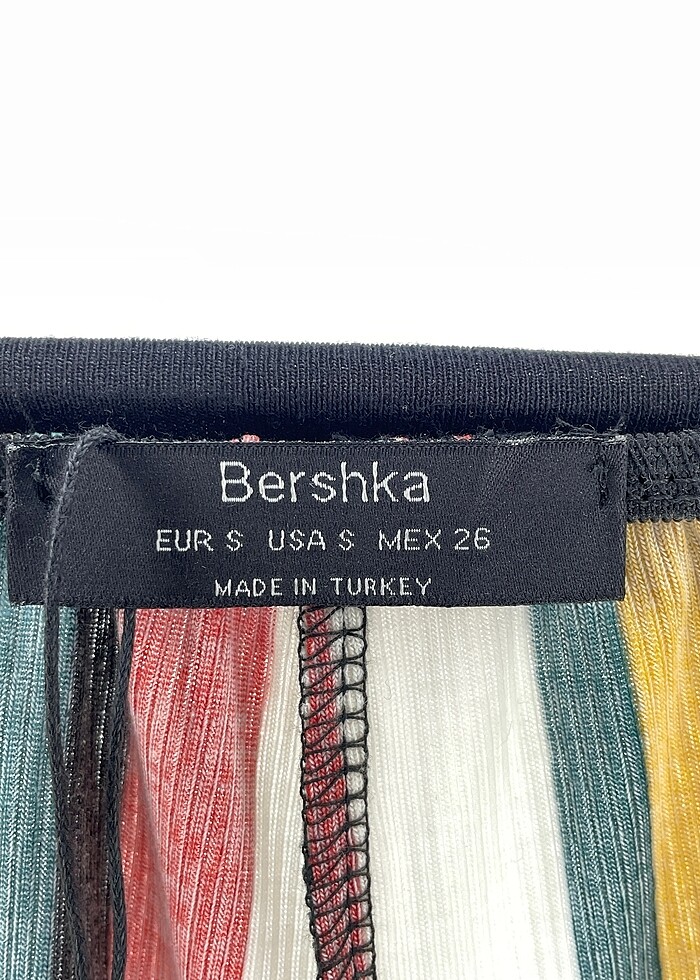 Bershka
EUR S USA S MEX 26
MADE IN TURKEY